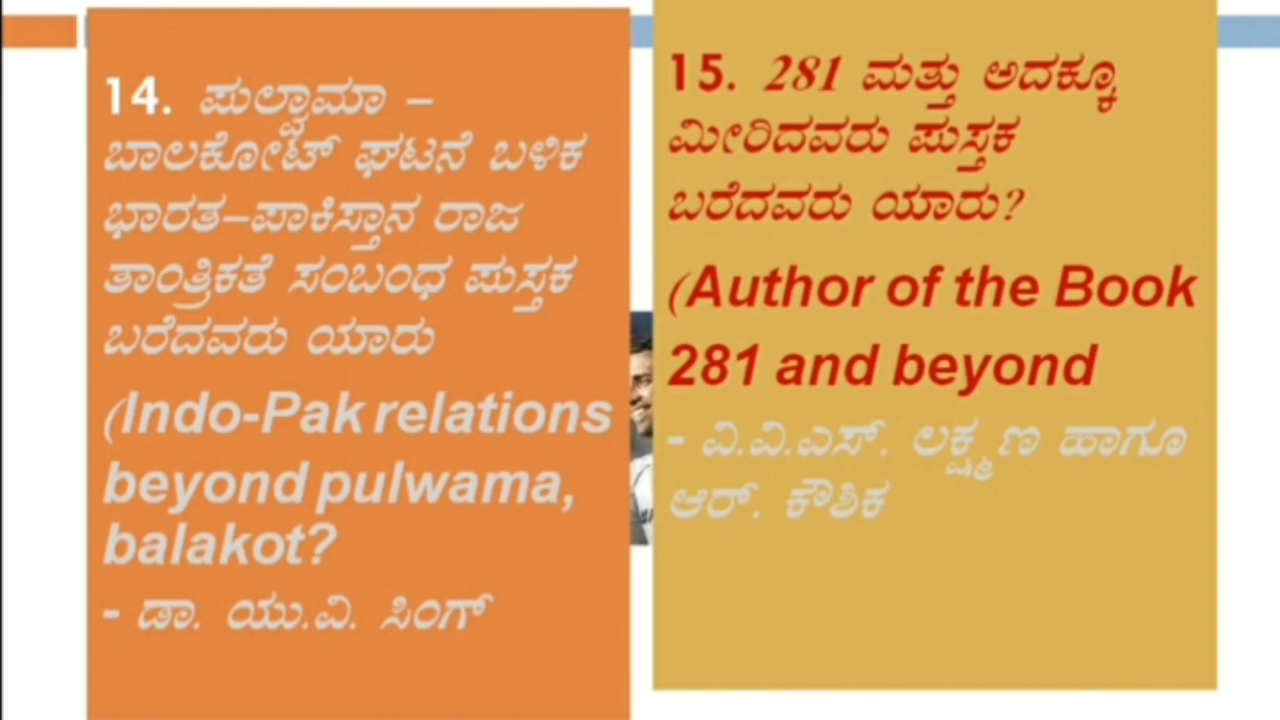 14. ಪುಲ್ವಾಮಾ –
ಬಾಲಕೋಟ್ ಘಟನೆ ಬಳಿಕ
ಭಾರತ–ಪಾಕಿಸ್ತಾನ ರಾಜ
ತಾಂತ್ರಿಕತೆ ಸಂಬಂಧ ಪುಸ್ತಕ
ಬರೆದವರು ಯಾರು
(Indo-Pak relations
beyond pulwama,
balakot?
- ಡಾ. ಯು.ವಿ. ಸಿಂಗ್
15. 281 ಮತ್ತು ಅದಕ್ಕೂ
ಮೀರಿದವರು ಪುಸ್ತಕ
ಬರೆದವರು ಯಾರು?
(Author of the Book
281 and beyond
- ವಿ.ವಿ.ಎಸ್. ಲಕ್ಷ್ಮಣ ಹಾಗೂ
ಆರ್. ಕೌಶಿಕ